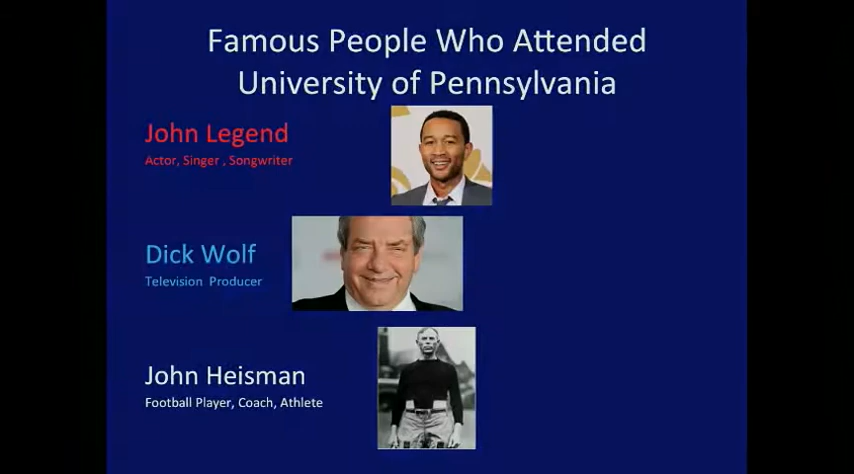 Famous People Who Attended
University of Pennsylvania
John Legend
Actor, Singer , Songwriter
Dick Wolf
Television  Producer
John Heisman
Football Player, Coach, Athlete